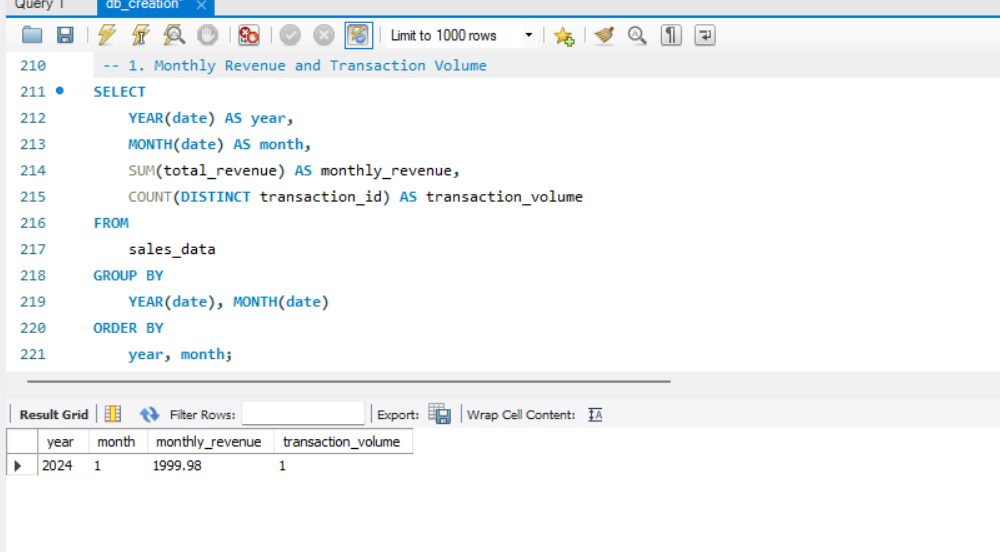 Query 1
db_creation*
Limit to 1000 rows
210 -- 1. Monthly Revenue and Transaction Volume
211 SELECT
212 YEAR(date) AS year,
213 MONTH(date) AS month,
214 SUM(total_revenue) AS monthly_revenue,
215 COUNT(DISTINCT transaction_id) AS transaction_volume
216 FROM
217 sales_data
218 GROUP BY
219 YEAR(date), MONTH(date)
220 ORDER BY
221 year, month;
Result Grid Filter Rows: Export: Wrap Cell Content:
year month monthly_revenue transaction_volume
2024 1 1999.98 1